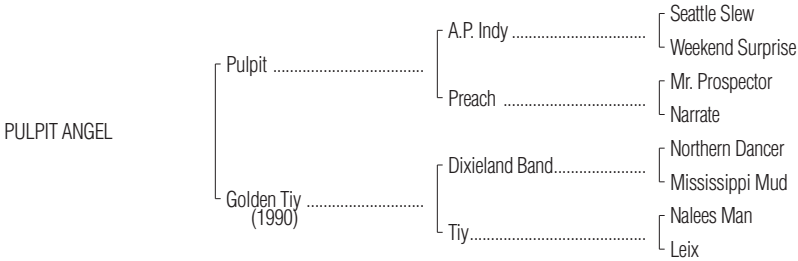 Seattle Slew
A.P. Indy ....................................
Weekend Surprise
Pulpit ....................................
Mr. Prospector
Preach ......................................
Narrate
PULPIT ANGEL
Northern Dancer
Dixieland Band.........................
Mississippi Mud
Golden Tiy .............................
(1990)
Nalees Man
Tiy............................................
Leix